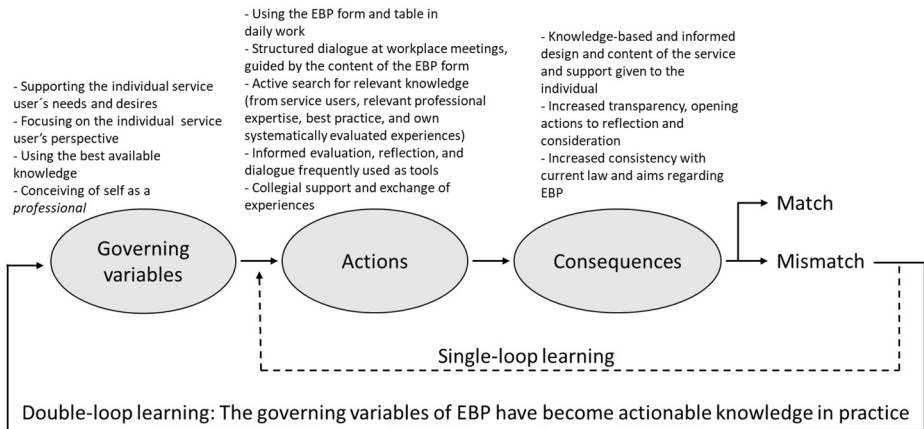 - Supporting the individual service
user´s needs and desires
- Focusing on the individual  service
user's perspective
- Using the best available
knowledge
- Conceiving of self as a
professional
- Using the EBP form and table in
daily work
- Structured dialogue at workplace meetings,
guided by the content of the EBP form
- Active search for relevant knowledge
(from service users, relevant professional
expertise, best practice, and own
systematically evaluated experiences)
- Informed evaluation, reflection, and
dialogue frequently used as tools
- Collegial support and exchange of
experiences
- Knowledge-based and informed
design and content of the service
and support given to the
individual
- Increased transparency, opening
actions to reflection and
consideration
- Increased consistency with
current law and aims regarding
EBP
Governing
variables
Actions
Consequences
Match
Mismatch
Single-loop learning
Double-loop learning: The governing variables of EBP have become actionable knowledge in practice